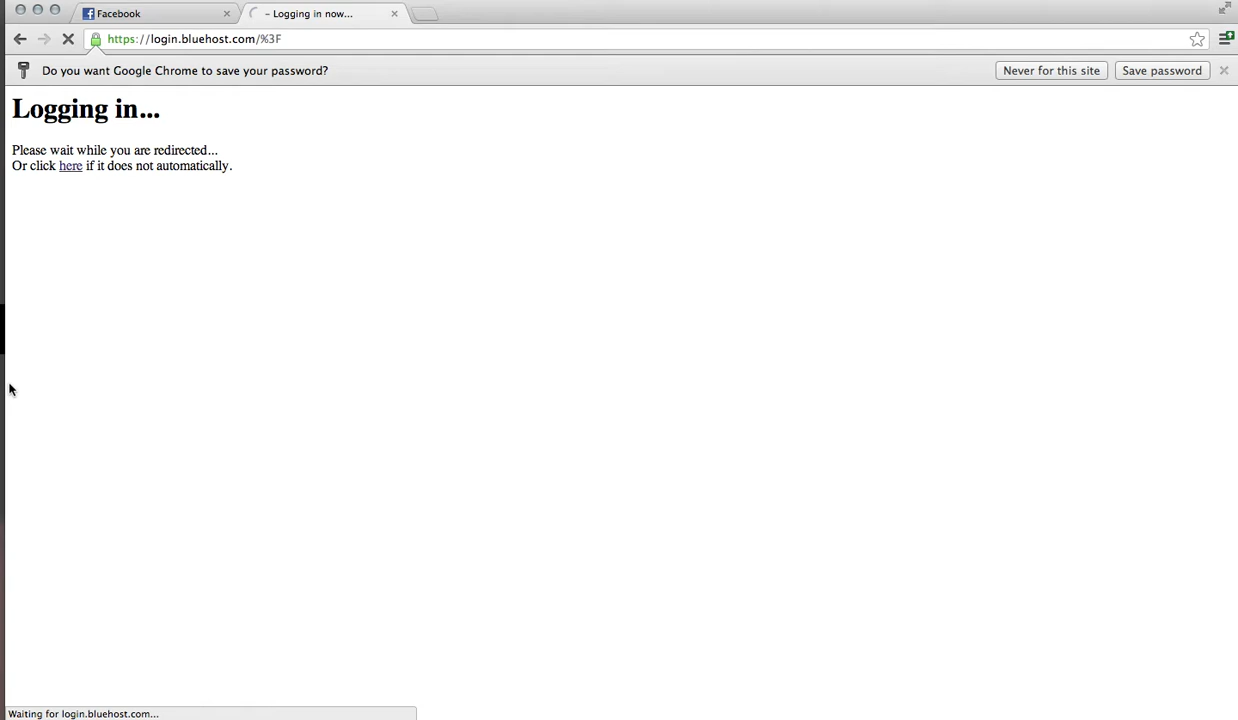 Facebook
– Logging in now...
https://login.bluehost.com/%3F
Do you want Google Chrome to save your password?
Never for this site
Save password
Logging in...
Please wait while you are redirected...
Or click here if it does not automatically.
Waiting for login.bluehost.com...